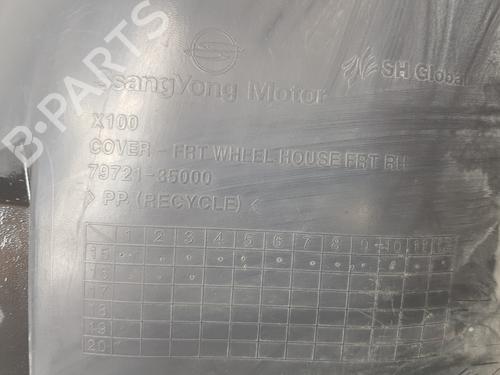 B-PARTS
SsangYong Motor
SH Global
X100
COVER - FRT WHEEL HOUSE FRT RH
79721-35000
> PP (RECYCLE) <
1 2 3 4 5 6 7 8 9 10 11 12
15
16
17
18
19
20